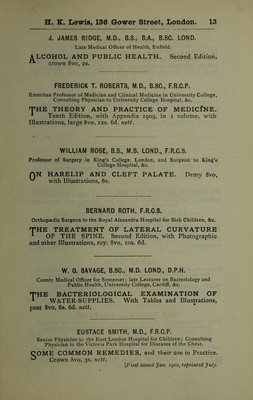 H. K. Lewis, 136 Gower Street, London. 13
J. JAMES RIDGE, M.D., B.S., B.A., B.SC. LOND.
Late Medical Officer of Health, Enfield.
ALCOHOL AND PUBLIC HEALTH. Second Edition,
crown 8vo, 2s.
FREDERICK T. ROBERTS, M.D., B.SC., F.R.C.P.
Emeritus Professor of Medicine and Clinical Medicine in University College,
Consulting Physician to University College Hospital, &c.
THE THEORY AND PRACTICE OF MEDICINE.
Tenth Edition, with Appendix 1909, in 1 volume, with
Illustrations, large 8vo, 12s. 6d. nett.
WILLIAM ROSE, B.S., M.B. LOND., F.R.C.S.
Professor of Surgery in King's College, London, and Surgeon to King's
College Hospital, &c.
ON HARELIP AND CLEFT PALATE. Demy 8vo,
with Illustrations, 6s.
BERNARD ROTH, F.R.C.S.
Orthopædic Surgeon to the Royal Alexandra Hospital for Sick Children, &c.
THE TREATMENT OF LATERAL CURVATURE
OF THE SPINE. Second Edition, with Photographic
and other Illustrations, roy. 8vo, 10s. 6d.
W. G. SAVAGE, B.SC., M.D. LOND., D.P.H.
County Medical Officer for Somerset; late Lecturer on Bacteriology and
Public Health, University College, Cardiff, &c.
THE BACTERIOLOGICAL EXAMINATION OF
WATER-SUPPLIES. With Tables and Illustrations,
post 8vo, 6s. 6d. nett.
EUSTACE SMITH, M.D., F.R.C.P.
Senior Physician to the East London Hospital for Children; Consulting
Physician to the Victoria Park Hospital for Diseases of the Chest.
SOME COMMON REMEDIES, and their use in Practice.
Crown 8vo, 3s. nett.
[First issued Jan. 1910, reprinted July.